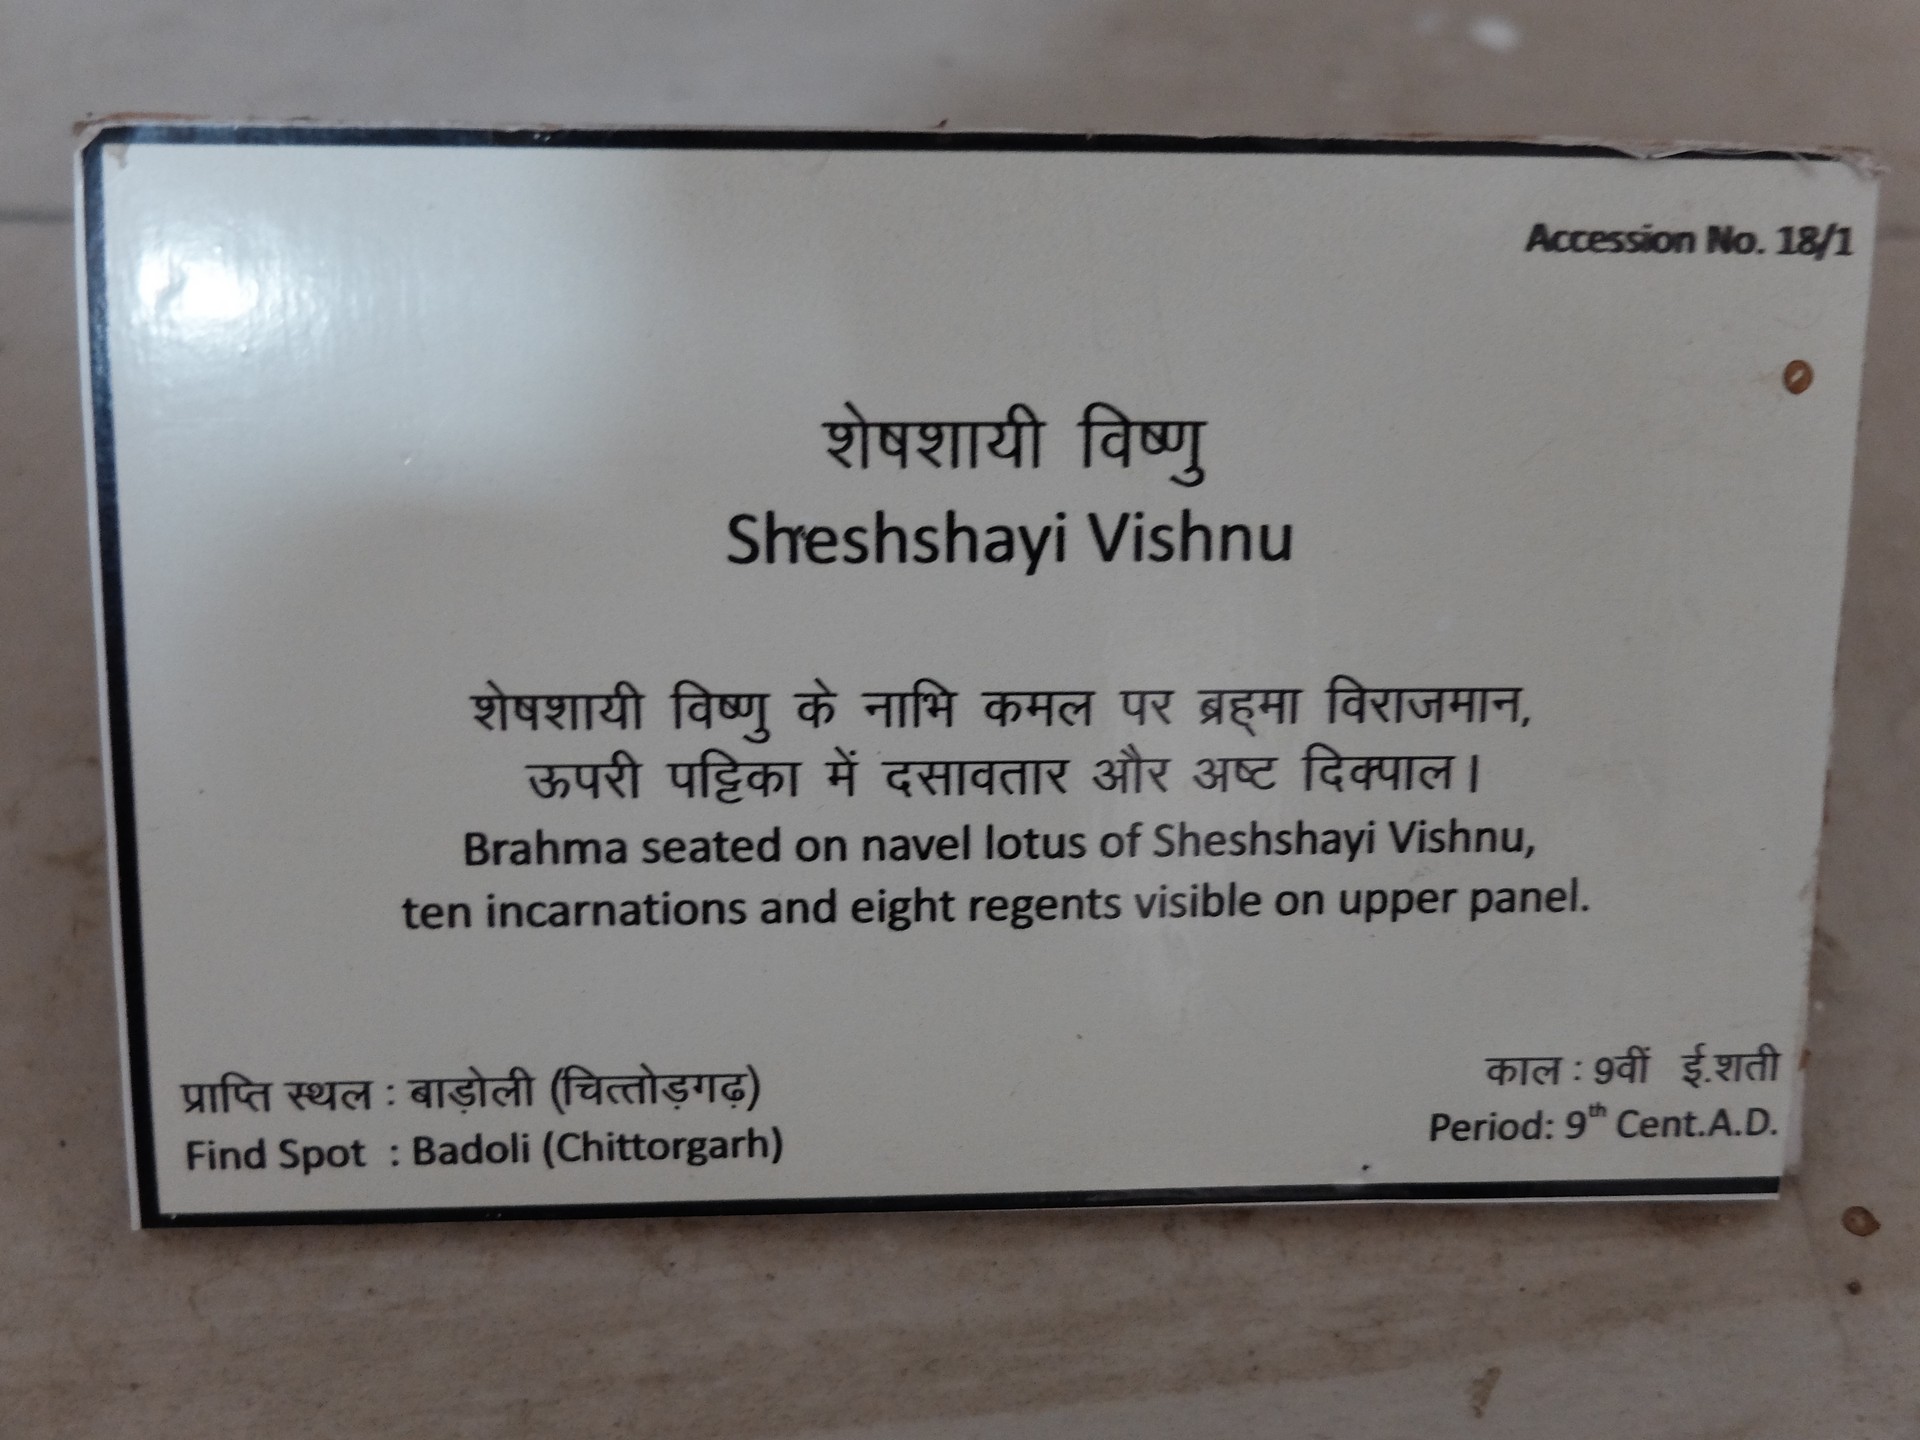 Accession No. 18/1
शेषशायी विष्णु
Sheshshayi Vishnu
शेषशायी विष्णु के नाभि कमल पर ब्रह्मा विराजमान,
ऊपरी पट्टिका में दसावतार और अष्ट दिक्पाल।
Brahma seated on navel lotus of Sheshshayi Vishnu,
ten incarnations and eight regents visible on upper panel.
प्राप्ति स्थल : बाड़ोली (चित्तोड़गढ़)
Find Spot : Badoli (Chittorgarh)
काल : 9वीं ई.शती
Period: 9th Cent.A.D.